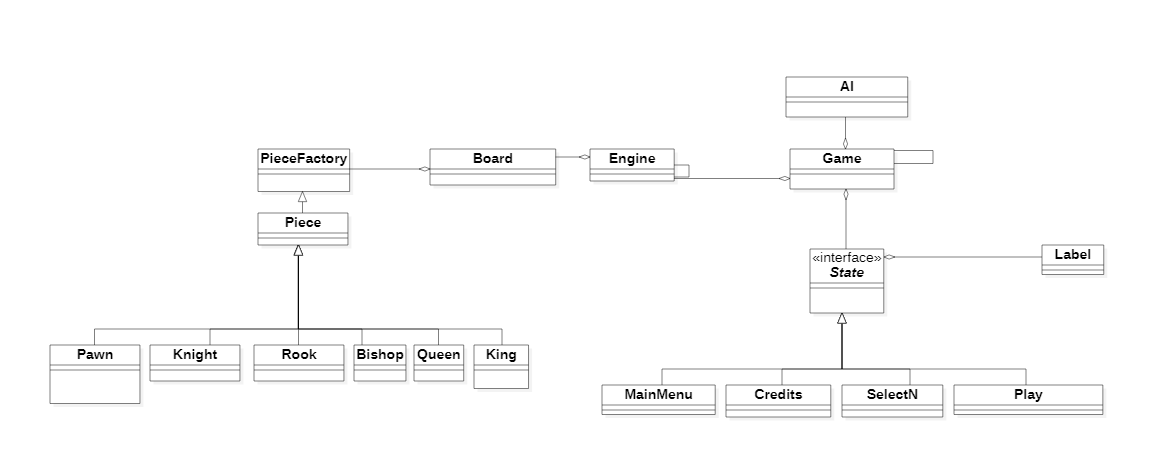 AI
PieceFactory
Board
Engine
Game
Piece
«interface»
State
Label
Pawn
Knight
Rook
Bishop
Queen
King
MainMenu
Credits
SelectN
Play